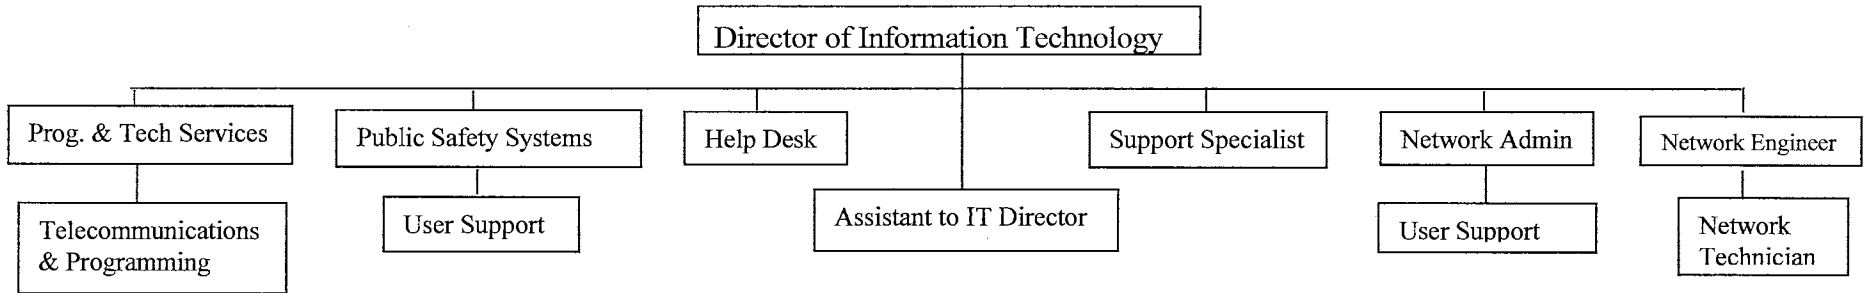 Director of Information Technology
Prog. & Tech Services
Public Safety Systems
Help Desk
Support Specialist
Network Admin
Network Engineer
Telecommunications
& Programming
User Support
Assistant to IT Director
User Support
Network
Technician